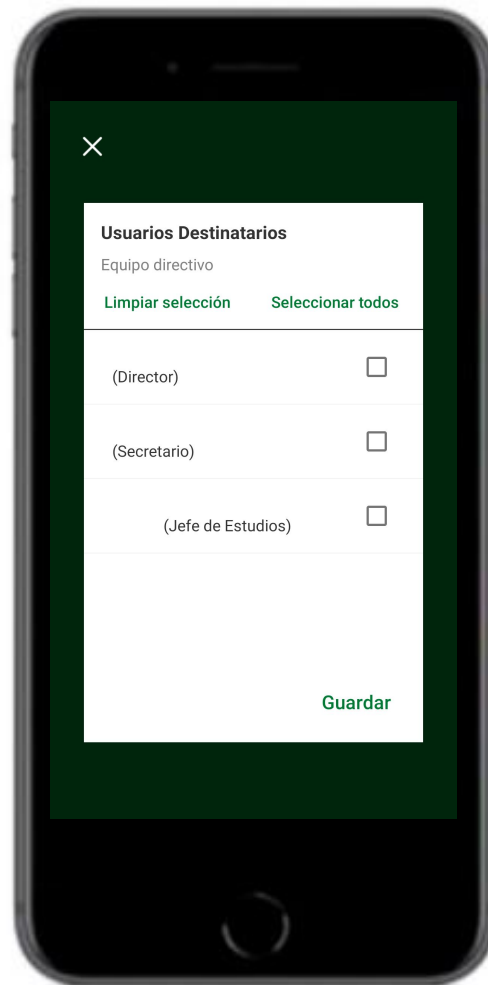 Usuarios Destinatarios
Equipo directivo
Limpiar selección Seleccionar todos
(Director)
(Secretario)
(Jefe de Estudios)
Guardar